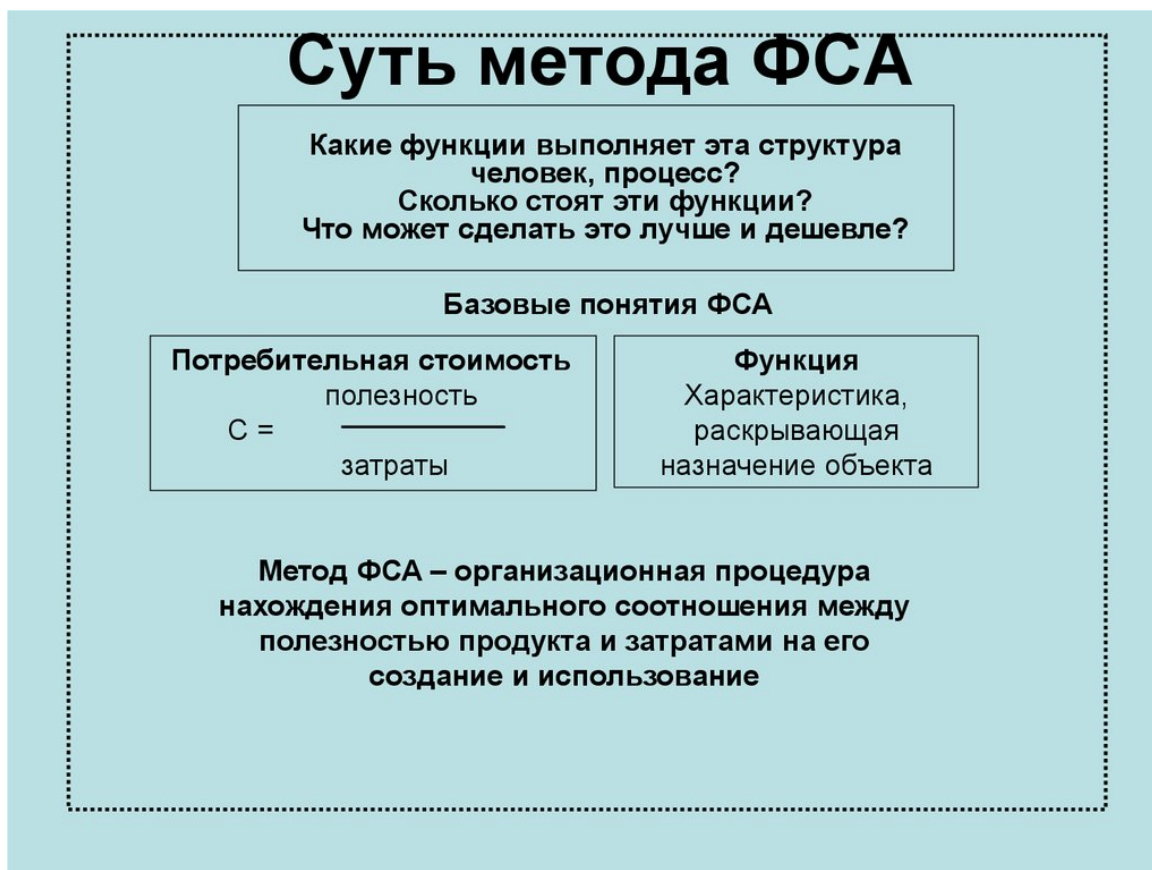 Суть метода ФСА
Какие функции выполняет эта структура
человек, процесс?
Сколько стоят эти функции?
Что может сделать это лучше и дешевле?
Базовые понятия ФСА
Потребительная стоимость
полезность
С =
затраты
Функция
Характеристика,
раскрывающая
назначение объекта
Метод ФСА – организационная процедура
нахождения оптимального соотношения между
полезностью продукта и затратами на его
создание и использование